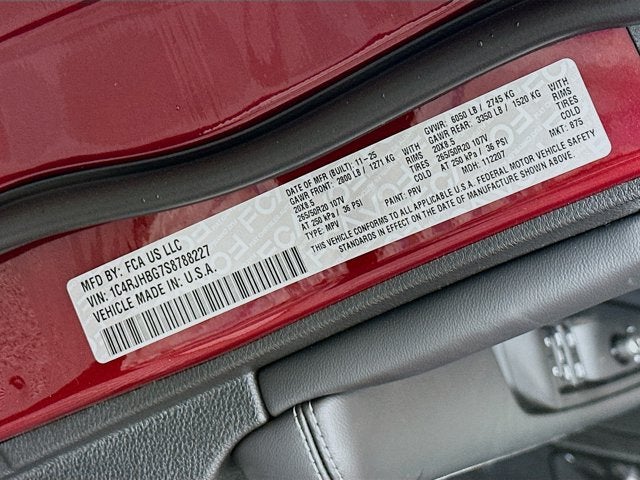 MFD BY: FCA US LLC
VIN: 1C4RJHBG7S8788227
VEHICLE MADE IN: U.S.A.
DATE OF MFR (BUILT): 11-25 GVWR: 6050 LB / 2745 KG
GAWR FRONT: 2800 LB / 1271 KG WITH GAWR REAR: 3350 LB / 1520 KG WITH
20X8.5 RIMS 20X8.5 RIMS
265/50R20 107V TIRES 265/50R20 107V TIRES
AT 250 kPa / 36 PSI COLD AT 250 kPa / 36 PSI COLD
TYPE: MPV PAINT: PRV MDH: 112207 MKT: 875
THIS VEHICLE CONFORMS TO ALL APPLICABLE U.S.A. FEDERAL MOTOR VEHICLE SAFETY
STANDARDS IN EFFECT ON THE DATE OF MANUFACTURE SHOWN ABOVE.